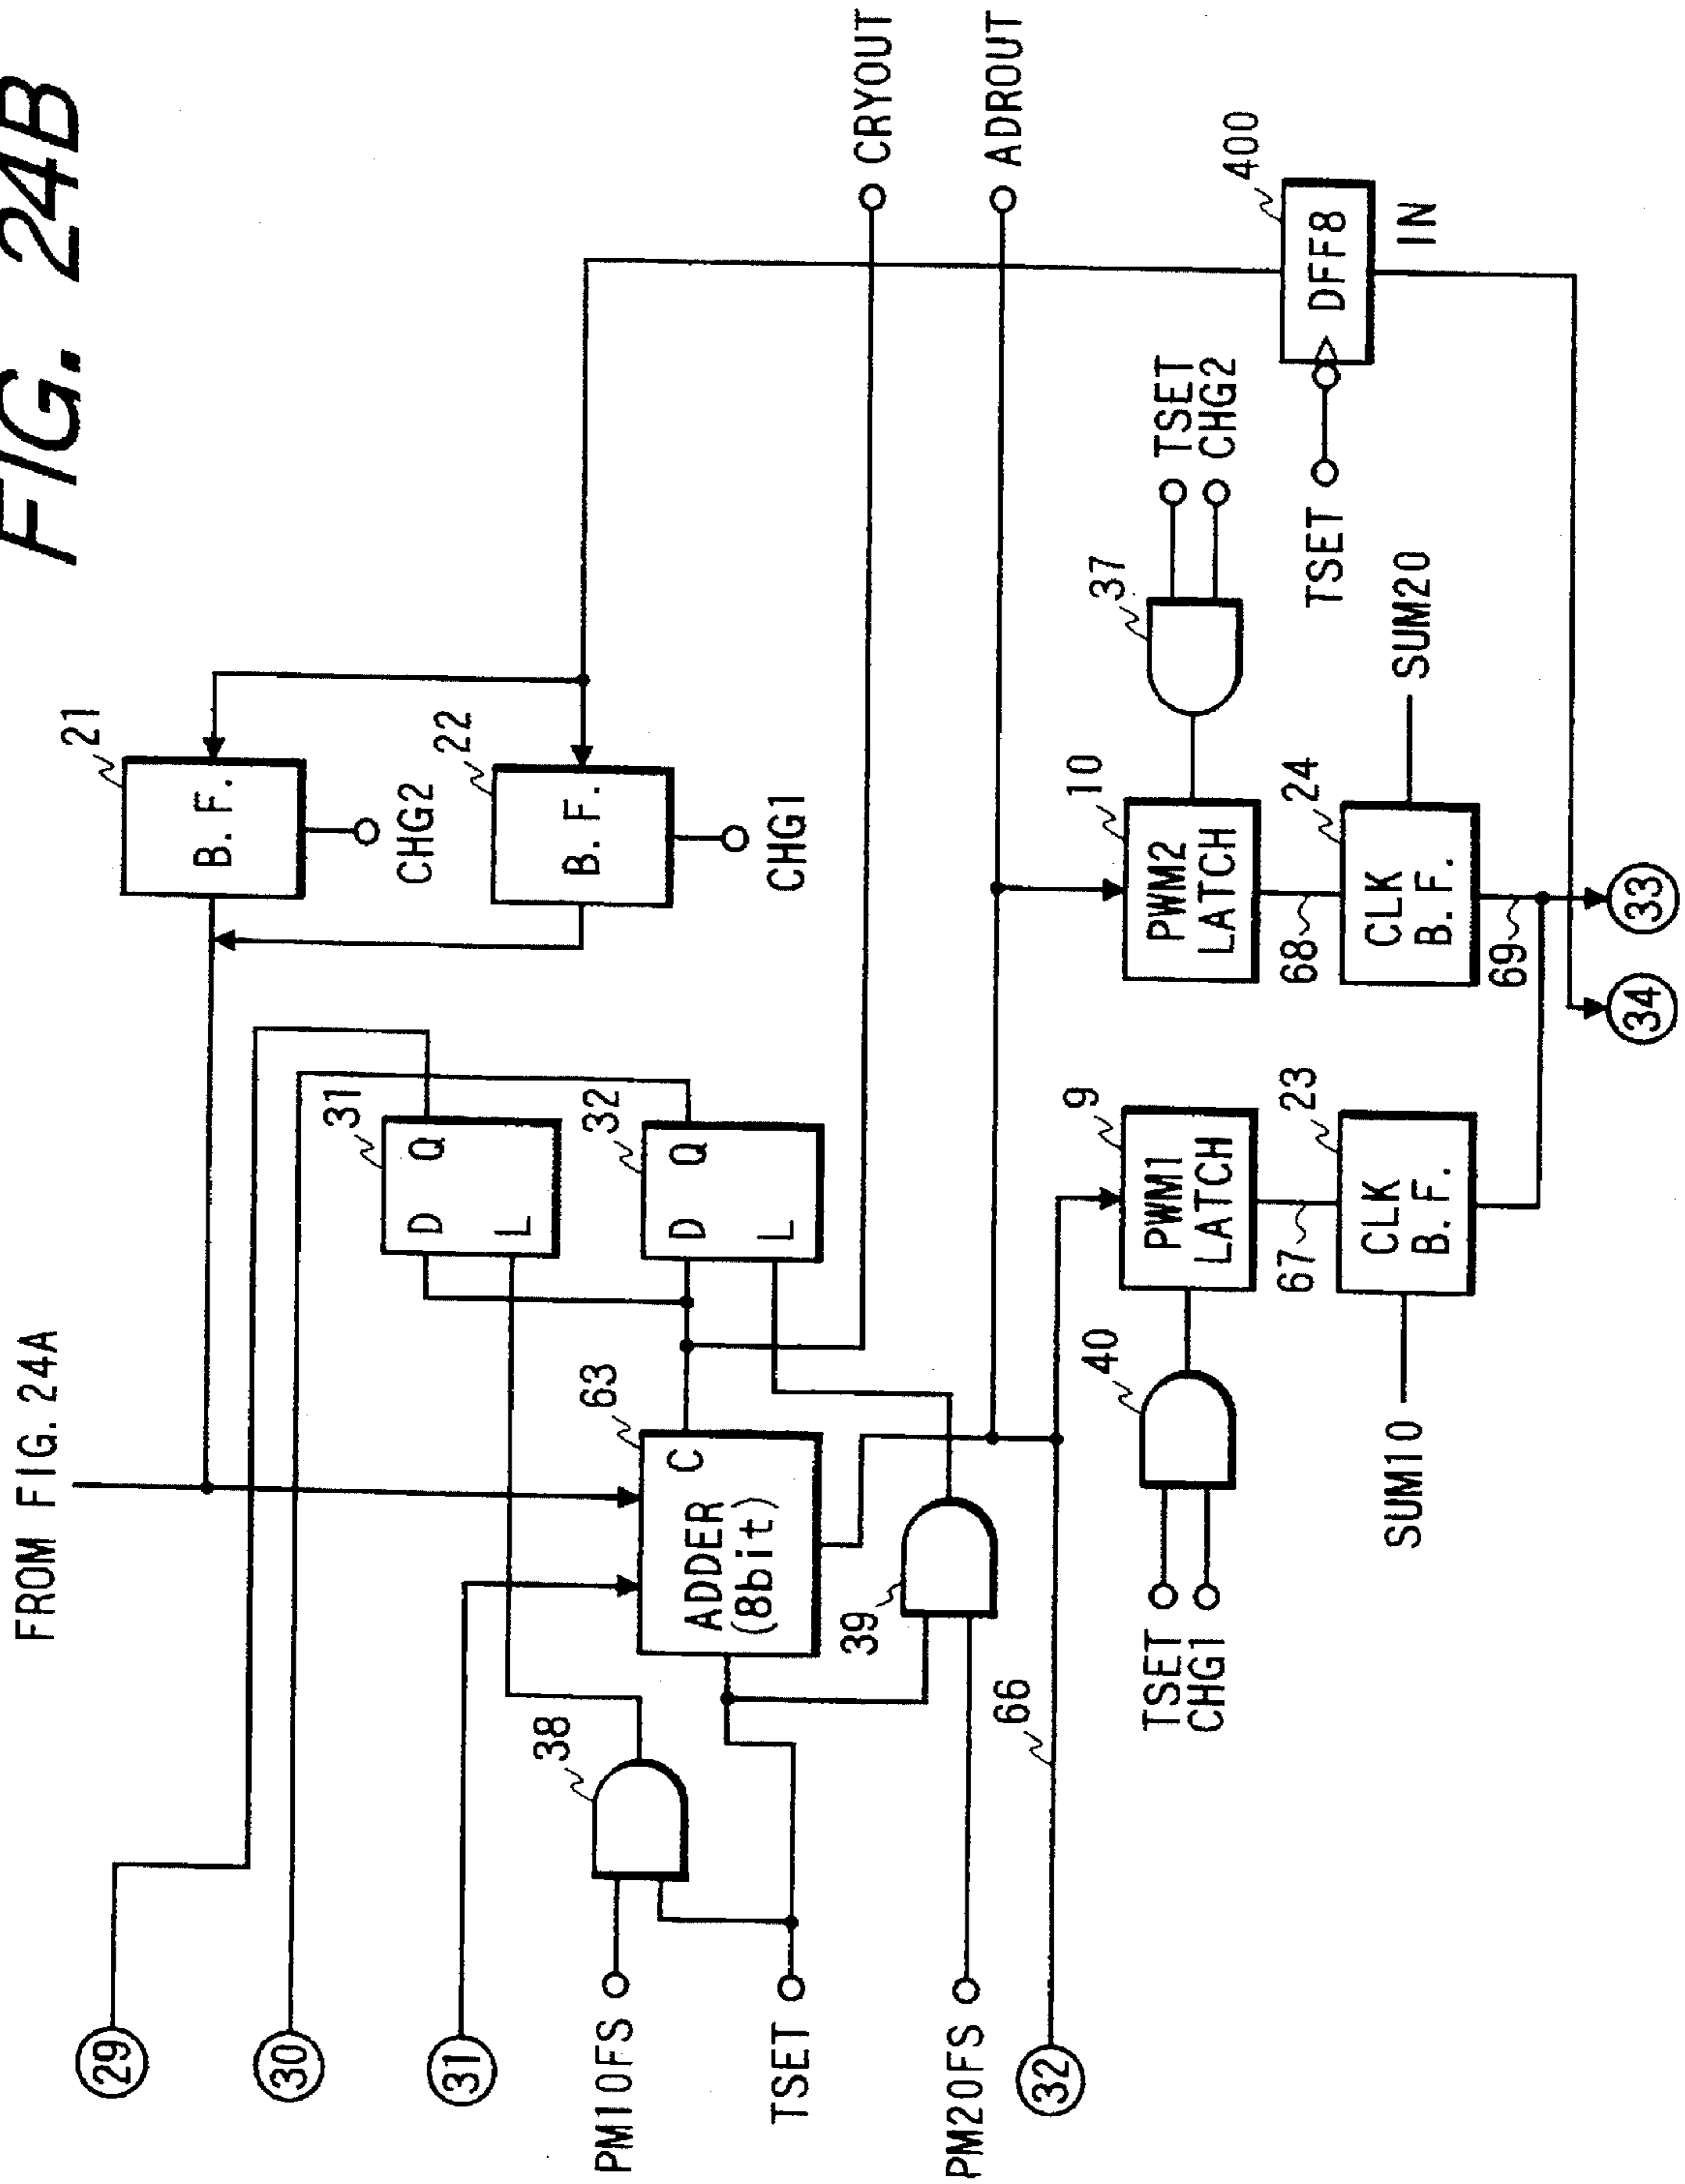 FIG. 24B
FROM FIG. 24A
29
30
31
32
PM10FS
TSET
PM20FS
38
39
66
63
ADDER
(8bit)
C
31
D
Q
L
32
D
Q
L
21
B. F.
CHG2
22
B. F.
CHG1
CRYOUT
ADROUT
TSET
CHG1
40
9
PWM1
LATCH
67
SUM10
23
CLK
B. F.
10
PWM2
LATCH
37
TSET
CHG2
68
24
CLK
B. F.
SUM20
69
TSET
400
DFF8
IN
34
33